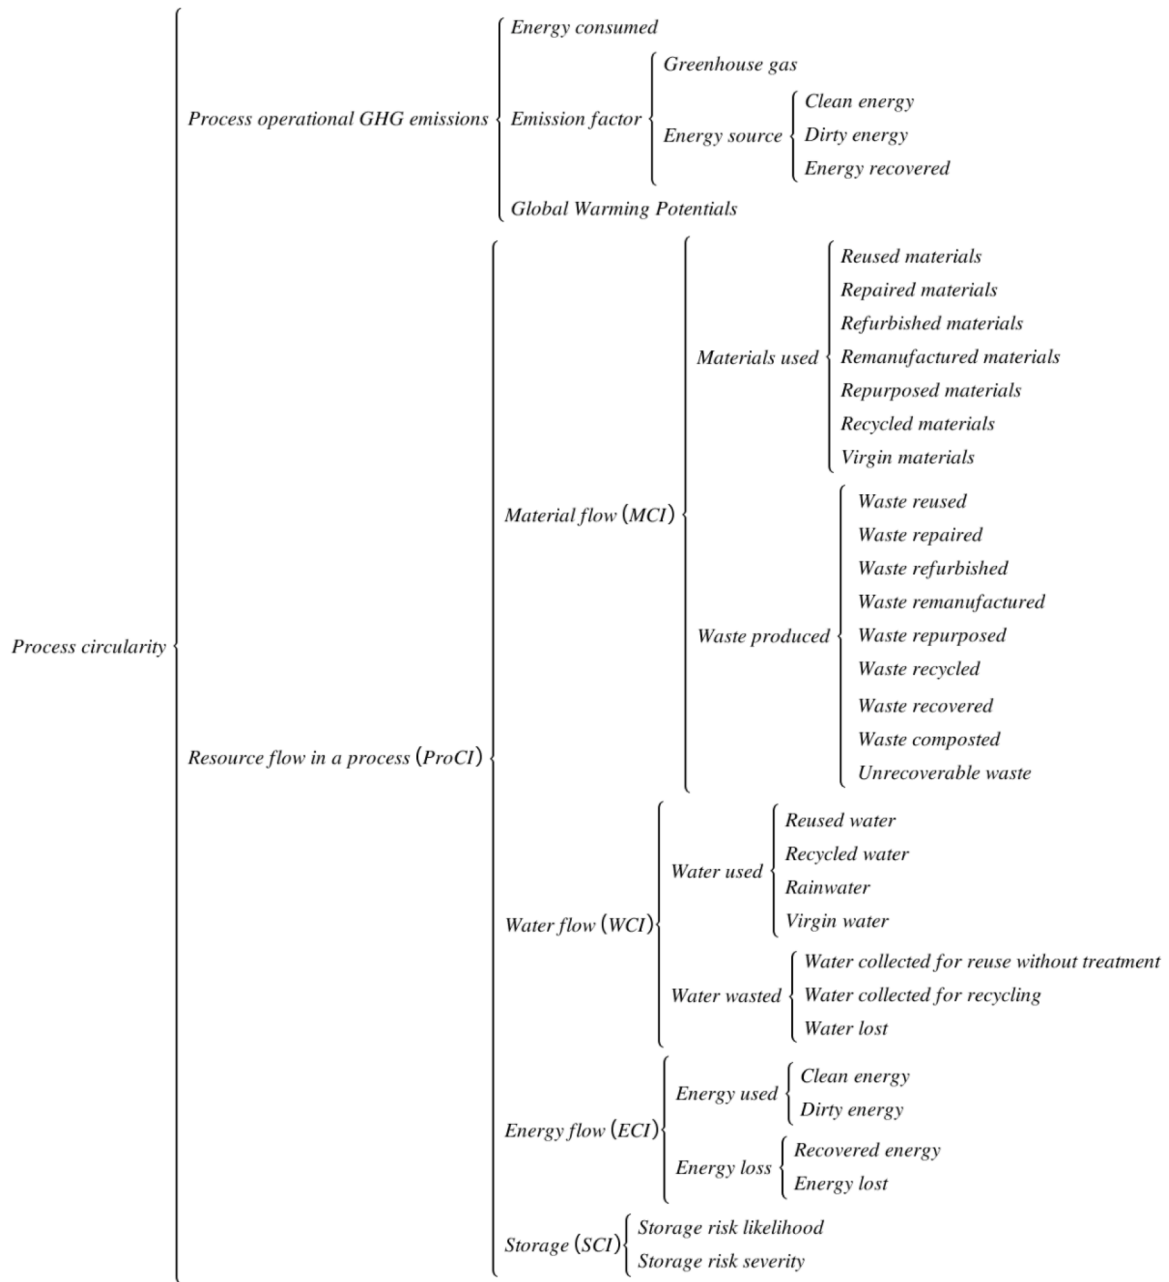 Process circularity
Process operational GHG emissions
Energy consumed
Emission factor
Greenhouse gas
Energy source
Clean energy
Dirty energy
Energy recovered
Global Warming Potentials
Resource flow in a process (ProCI)
Material flow (MCI)
Materials used
Reused materials
Repaired materials
Refurbished materials
Remanufactured materials
Repurposed materials
Recycled materials
Virgin materials
Waste produced
Waste reused
Waste repaired
Waste refurbished
Waste remanufactured
Waste repurposed
Waste recycled
Waste recovered
Waste composted
Unrecoverable waste
Water flow (WCI)
Water used
Reused water
Recycled water
Rainwater
Virgin water
Water wasted
Water collected for reuse without treatment
Water collected for recycling
Water lost
Energy flow (ECI)
Energy used
Clean energy
Dirty energy
Energy loss
Recovered energy
Energy lost
Storage (SCI)
Storage risk likelihood
Storage risk severity